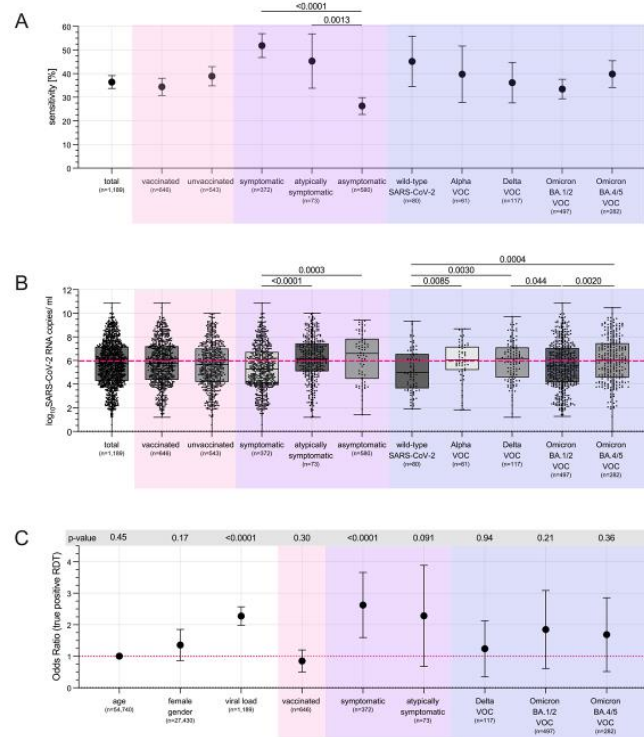 A
<0.0001
0.0013
sensitivity [%]
60
50
40
30
20
10
0
total
(n=1,189)
vaccinated
(n=646)
unvaccinated
(n=543)
symptomatic
(n=372)
atypically
symptomatic
(n=73)
asymptomatic
(n=580)
wild-type
SARS-CoV-2
(n=80)
Alpha
VOC
(n=61)
Delta
VOC
(n=117)
Omicron
BA.1/2
VOC
(n=497)
Omicron
BA.4/5
VOC
(n=282)
B
0.0004
0.0003
0.0030
<0.0001
0.0085
0.044
0.0020
log10SARS-CoV-2 RNA copies/ ml
12
10
8
6
4
2
0
total
(n=1,189)
vaccinated
(n=646)
unvaccinated
(n=543)
symptomatic
(n=372)
atypically
symptomatic
(n=73)
asymptomatic
(n=580)
wild-type
SARS-CoV-2
(n=80)
Alpha
VOC
(n=61)
Delta
VOC
(n=117)
Omicron
BA.1/2
VOC
(n=497)
Omicron
BA.4/5
VOC
(n=282)
C
p-value 0.45 0.17 <0.0001 0.30 <0.0001 0.091 0.94 0.21 0.36
Odds Ratio (true positive RDT)
4
3
2
1
0
age
(n=54,740)
female
gender
(n=27,430)
viral load
(n=1,189)
vaccinated
(n=646)
symptomatic
(n=372)
atypically
symptomatic
(n=73)
Delta
VOC
(n=117)
Omicron
BA.1/2
VOC
(n=497)
Omicron
BA.4/5
VOC
(n=282)